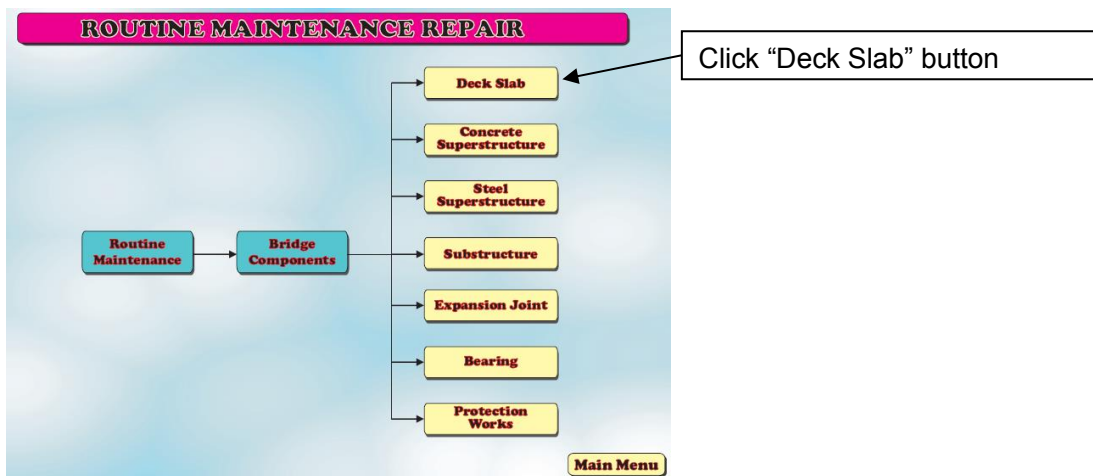 ROUTINE MAINTENANCE REPAIR
Click “Deck Slab” button
Deck Slab
Concrete
Superstructure
Steel
Superstructure
Routine
Maintenance
Bridge
Components
Substructure
Expansion Joint
Bearing
Protection
Works
Main Menu